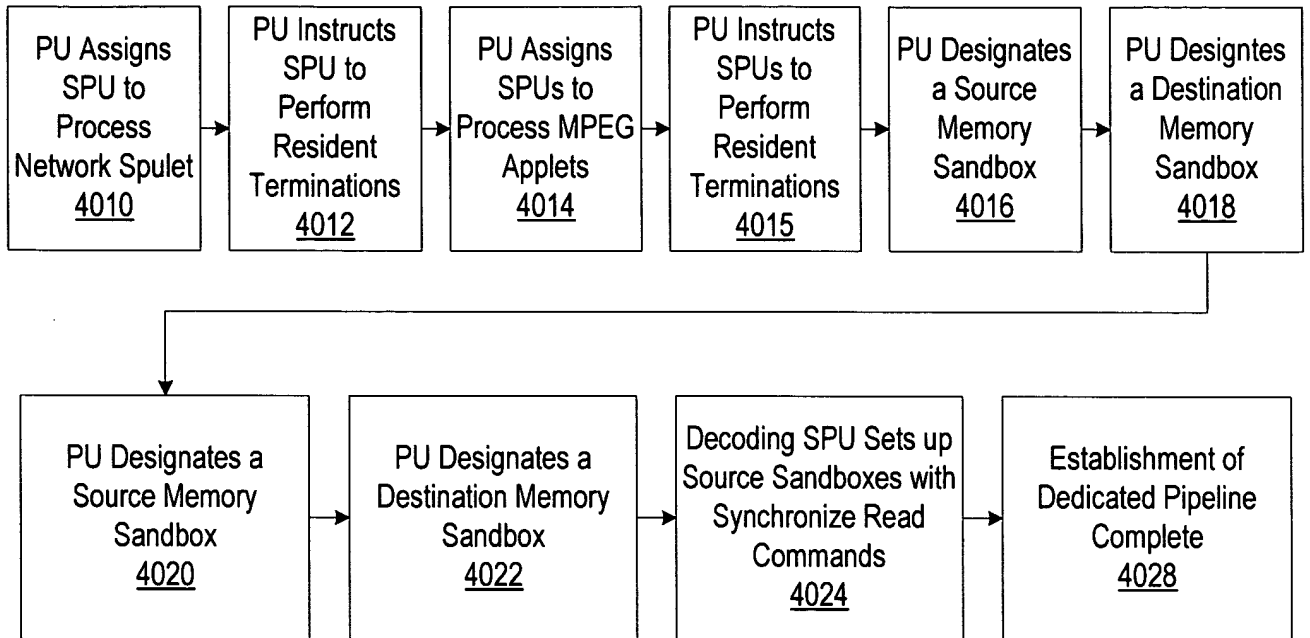 PU Assigns
SPU to
Process
Network Spulet
4010
PU Instructs
SPU to
Perform
Resident
Terminations
4012
PU Assigns
SPUs to
Process MPEG
Applets
4014
PU Instructs
SPUs to
Perform
Resident
Terminations
4015
PU Designates
a Source
Memory
Sandbox
4016
PU Designtes
a Destination
Memory
Sandbox
4018
PU Designates a
Source Memory
Sandbox
4020
PU Designates a
Destination Memory
Sandbox
4022
Decoding SPU Sets up
Source Sandboxes with
Synchronize Read
Commands
4024
Establishment of
Dedicated Pipeline
Complete
4028